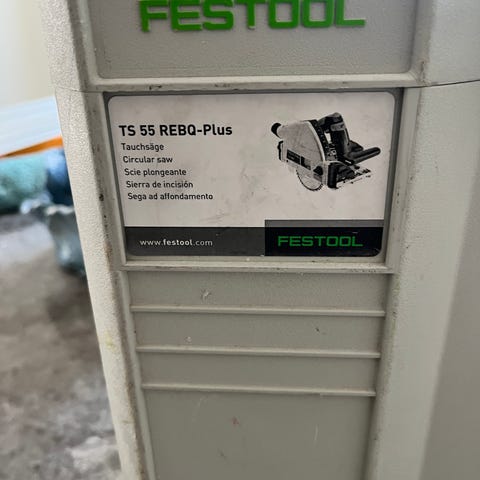 FESTOOL
TS 55 REBQ-Plus
Tauchsäge
Circular saw
Scie plongeante
Sierra de incisión
Sega ad affondamento
www.festool.com
FESTOOL